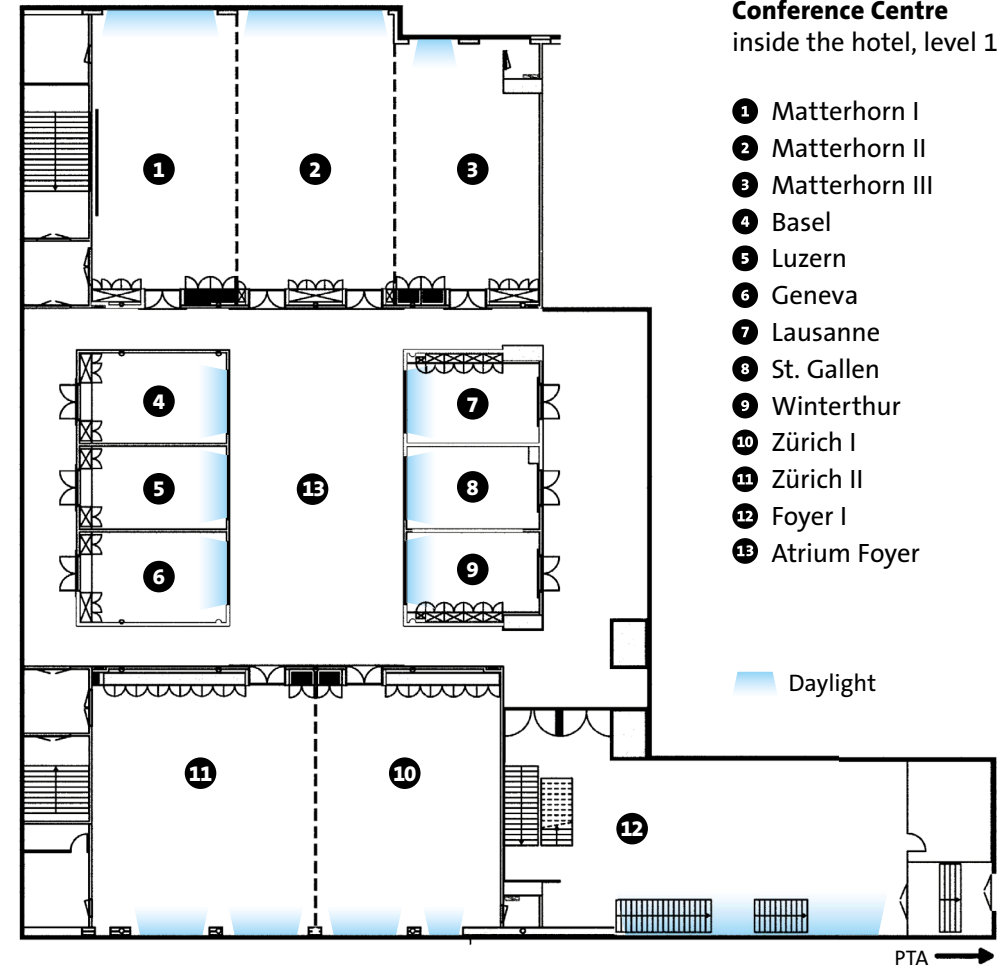 Conference Centre
inside the hotel, level 1
1 Matterhorn I
2 Matterhorn II
3 Matterhorn III
4 Basel
5 Luzern
6 Geneva
7 Lausanne
8 St. Gallen
9 Winterthur
10 Zürich I
11 Zürich II
12 Foyer I
13 Atrium Foyer
Daylight
1
2
3
4
7
5
13
8
6
9
11
10
12
PTA